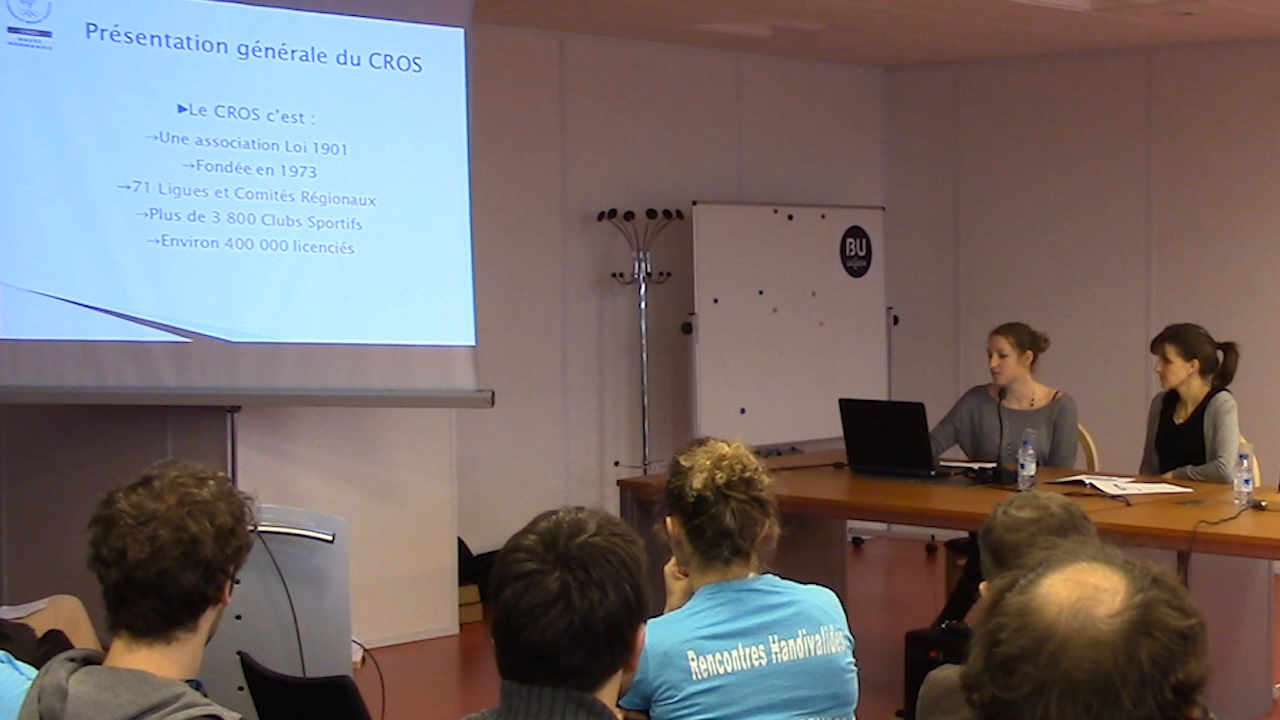 Présentation générale du CROS
►Le CROS c'est :
→Une association Loi 1901
→Fondée en 1973
→71 Ligues et Comités Régionaux
→Plus de 3 800 Clubs Sportifs
→Environ 400 000 licenciés
BU
Rencontres Handivalides